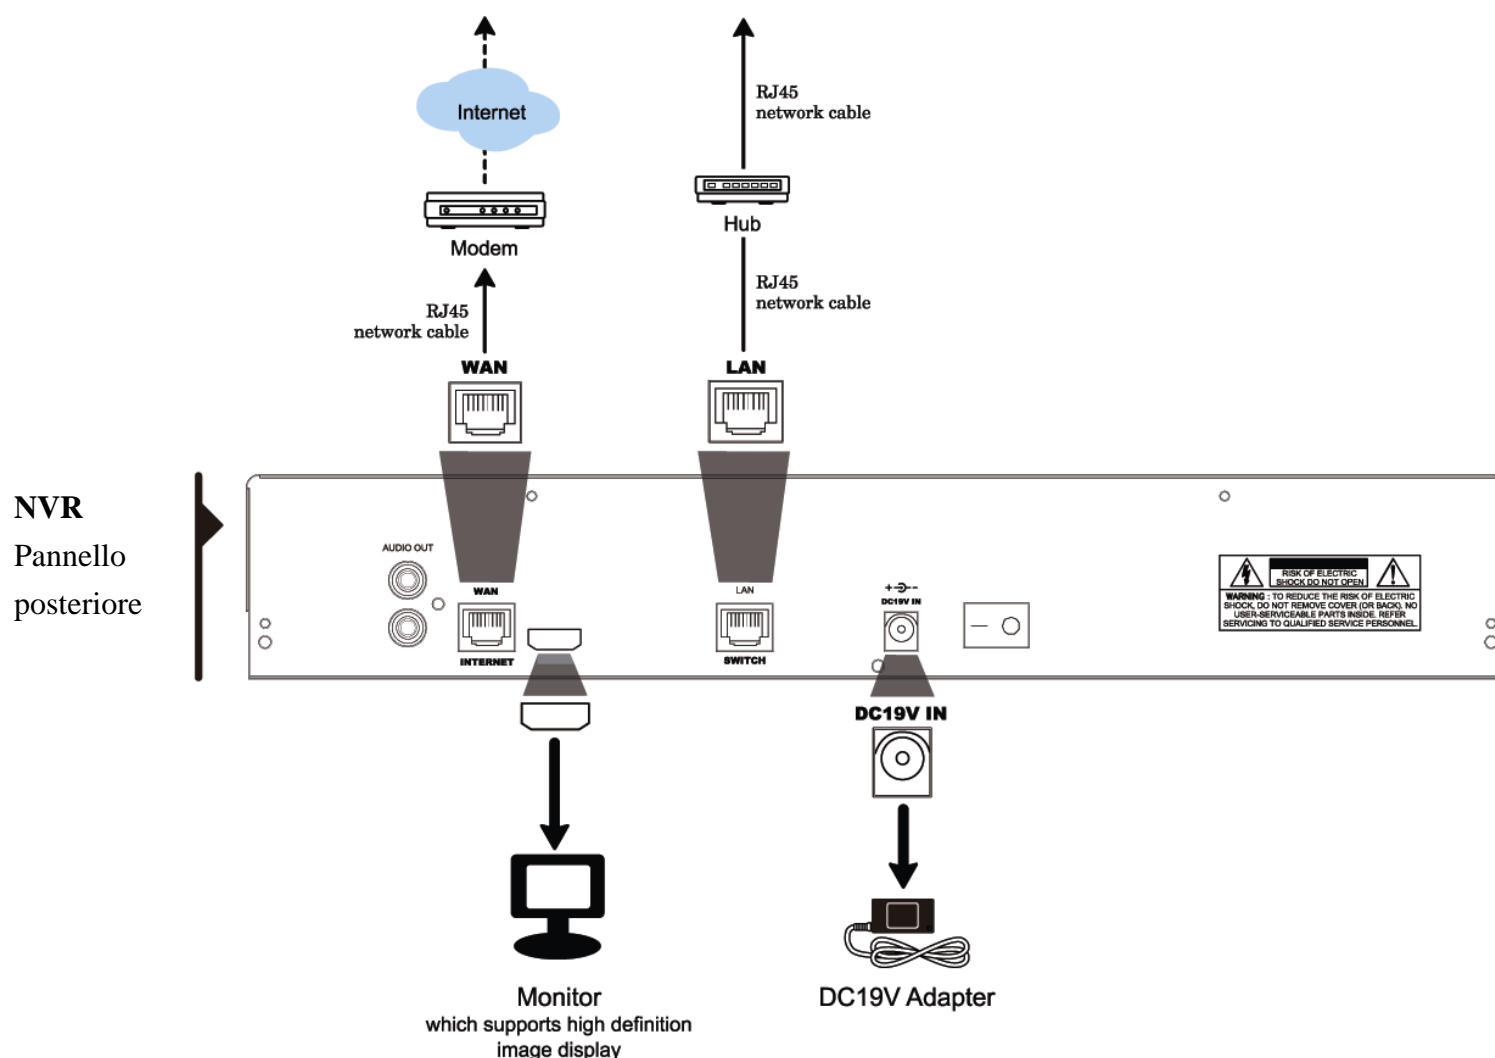 Internet
RJ45
network cable
Modem
Hub
RJ45
network cable
RJ45
network cable
WAN
LAN
NVR
Pannello
posteriore
AUDIO OUT
WAN
INTERNET
LAN
SWITCH
DC19V IN
RISK OF ELECTRIC
SHOCK DO NOT OPEN
WARNING : TO REDUCE THE RISK OF ELECTRIC
SHOCK, DO NOT REMOVE COVER (OR BACK). NO
USER-SERVICEABLE PARTS INSIDE. REFER
SERVICING TO QUALIFIED SERVICE PERSONNEL.
DC19V IN
Monitor
which supports high definition
image display
DC19V Adapter